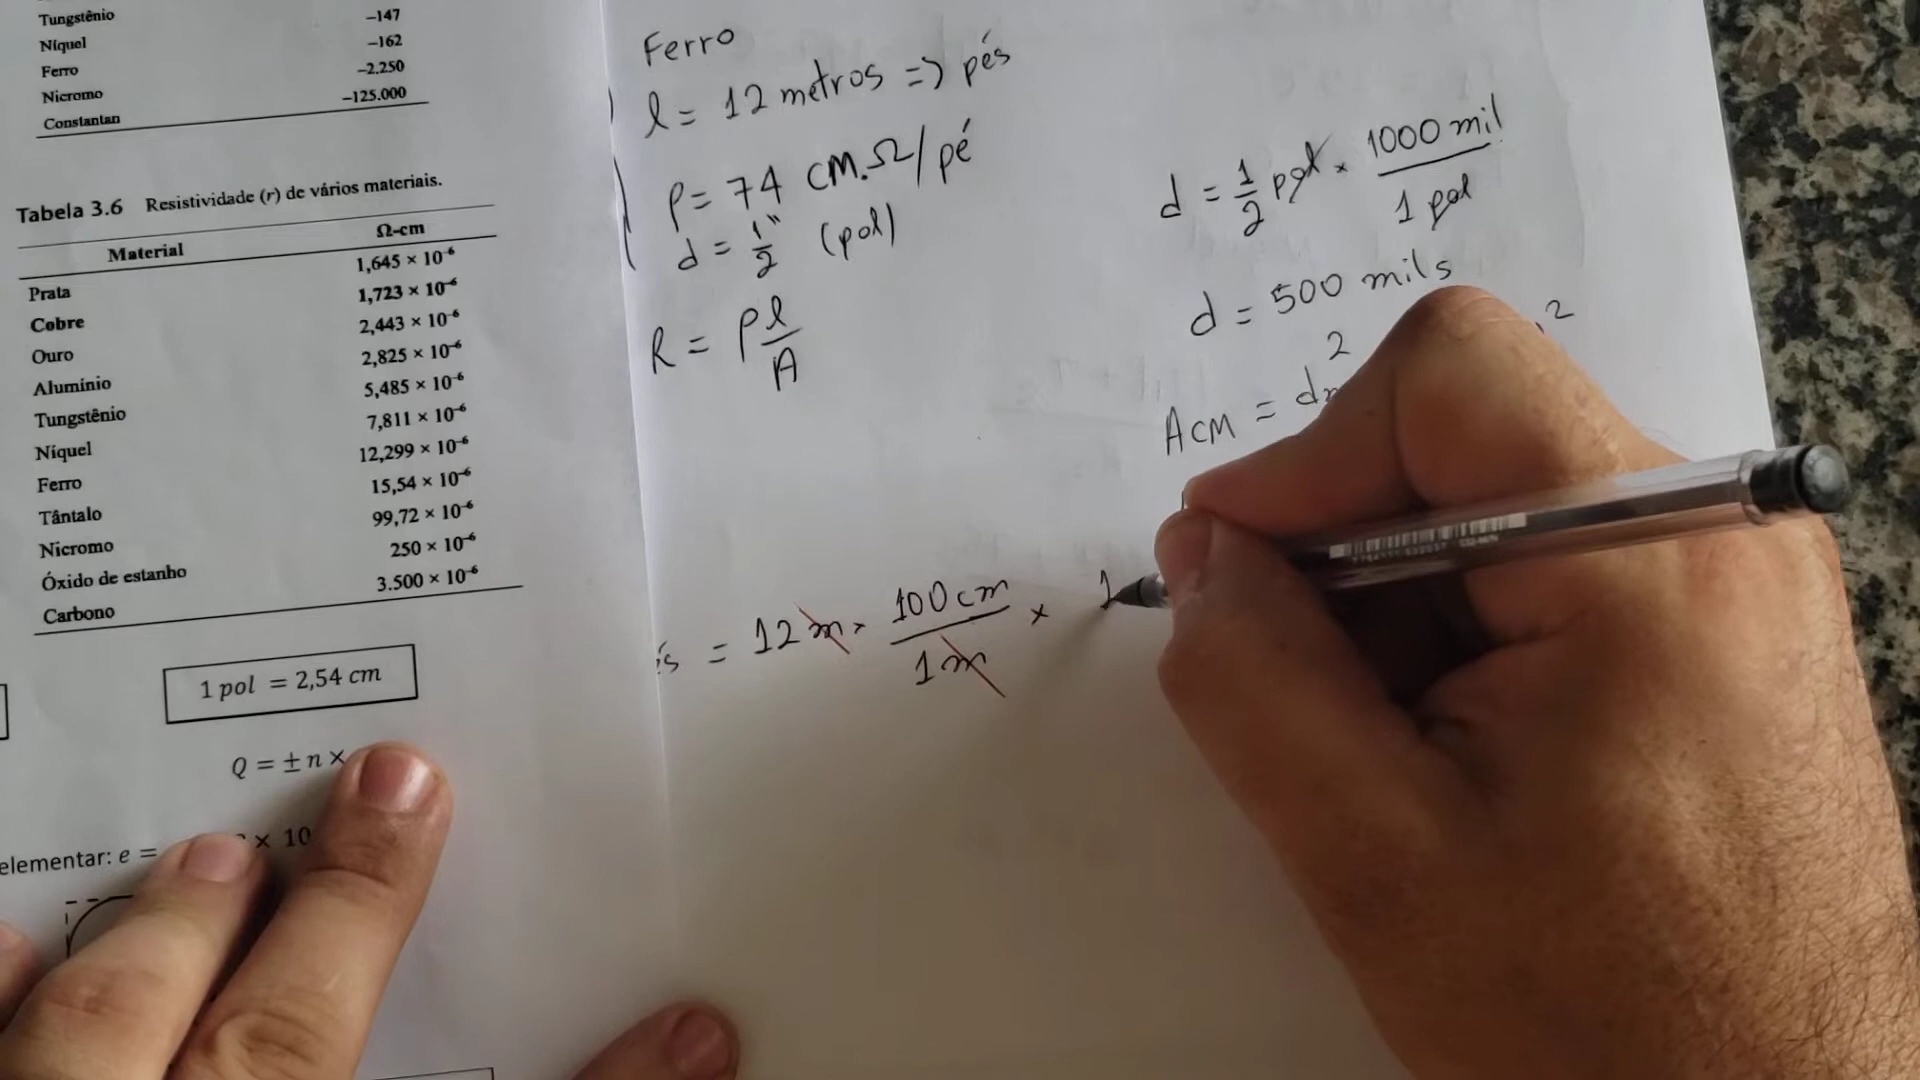 Tungstênio −147
Níquel −162
Ferro −2.250
Nicromo −125.000
Constantan
Tabela 3.6 Resistividade (r) de vários materiais.
Material Ω-cm
Prata 1,645 × 10⁻⁶
Cobre 1,723 × 10⁻⁶
Ouro 2,443 × 10⁻⁶
Alumínio 2,825 × 10⁻⁶
Tungstênio 5,485 × 10⁻⁶
Níquel 7,811 × 10⁻⁶
Ferro 12,299 × 10⁻⁶
Tântalo 15,54 × 10⁻⁶
Nicromo 99,72 × 10⁻⁶
Óxido de estanho 250 × 10⁻⁶
Carbono 3.500 × 10⁻⁶
1 pol = 2,54 cm
Q = ± n ×
elementar: e = × 10
Ferro
l = 12 metros => pés
ρ = 74 CM.Ω/pé
d = 1/2" (pol)
R = ρ l/A
d = 1/2 pol × 1000 mil / 1 pol
d = 500 mils
ACM = d 2 2
és = 12 m × 100 cm / 1 m × 1